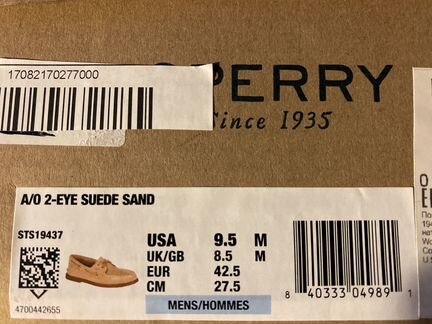 17082170277000
PERRY
Since 1935
A/O 2-EYE SUEDE SAND
STS19437
USA 9.5 M
UK/GB 8.5 M
EUR 42.5
CM 27.5
MENS/HOMMES
4700442655
8 40333 04989 1